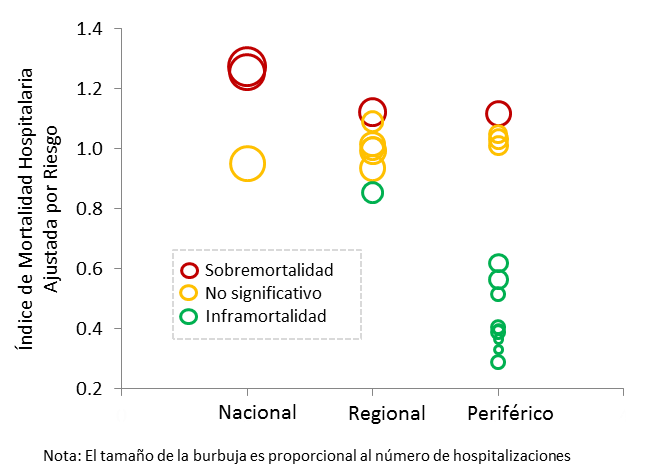 Índice de Mortalidad Hospitalaria
Ajustada por Riesgo
1.4
1.2
1.0
0.8
0.6
0.4
0.2
Sobremortalidad
No significativo
Inframortalidad
Nacional Regional Periférico
Nota: El tamaño de la burbuja es proporcional al número de hospitalizaciones